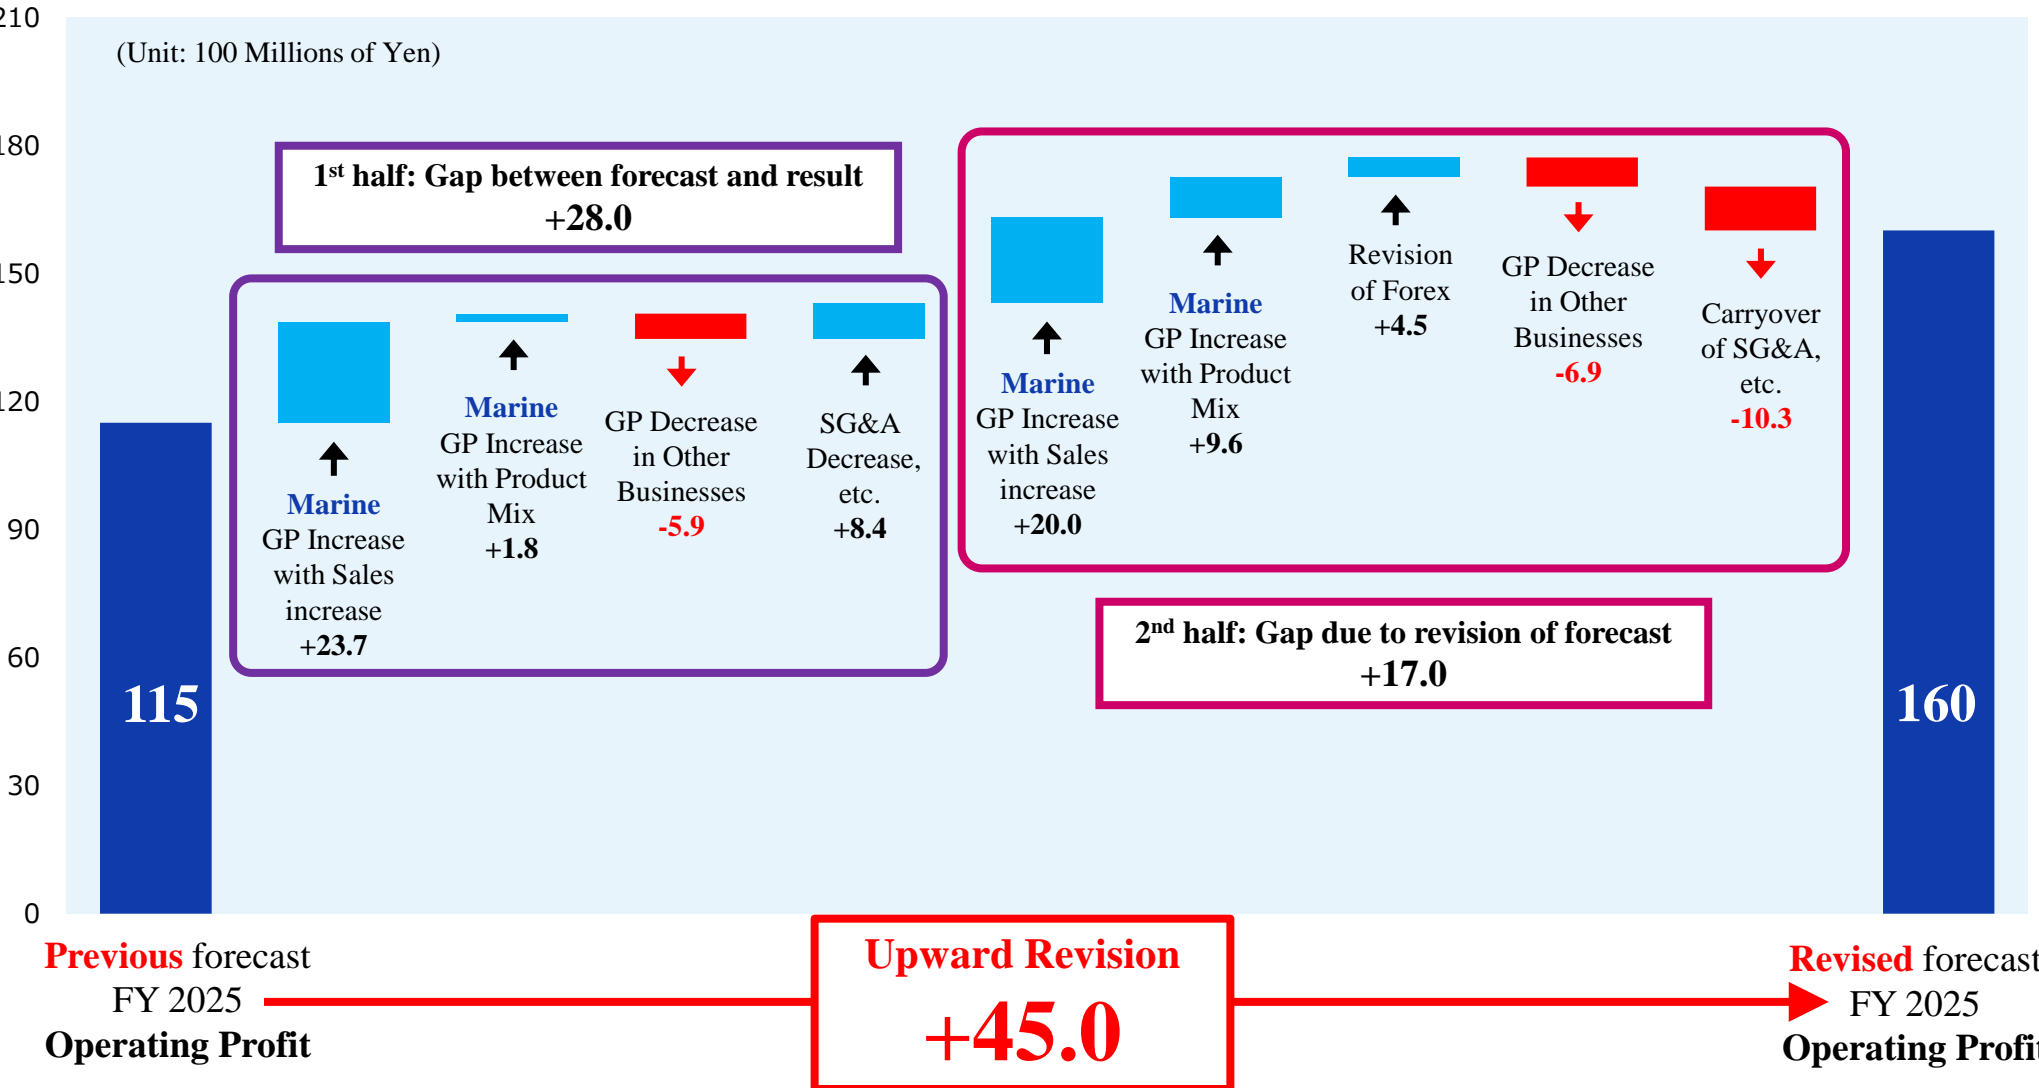 210
180
150
120
90
60
30
0
(Unit: 100 Millions of Yen)
1st half: Gap between forecast and result
+28.0
Marine
GP Increase
with Sales
increase
+23.7
Marine
GP Increase
with Product
Mix
+1.8
GP Decrease
in Other
Businesses
-5.9
SG&A
Decrease,
etc.
+8.4
Marine
GP Increase
with Sales
increase
+20.0
Marine
GP Increase
with Product
Mix
+9.6
Revision
of Forex
+4.5
GP Decrease
in Other
Businesses
-6.9
Carryover
of SG&A,
etc.
-10.3
2nd half: Gap due to revision of forecast
+17.0
115
160
Previous forecast
FY 2025
Operating Profit
Upward Revision
+45.0
Revised forecast
FY 2025
Operating Profit